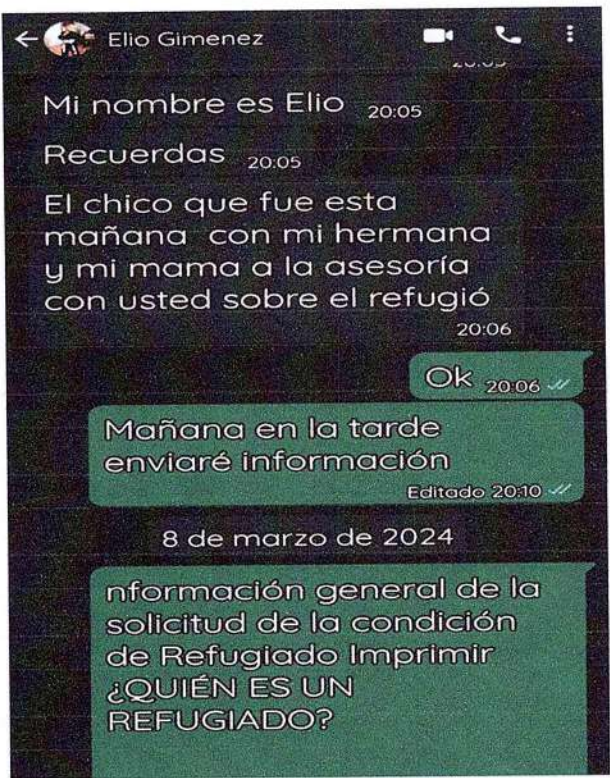 Elio Gimenez
Mi nombre es Elio 20:05
Recuerdas 20:05
El chico que fue esta
mañana con mi hermana
y mi mama a la asesoría
con usted sobre el refugió
20:06
Ok 20:06
Mañana en la tarde
enviaré información
Editado 20:10
8 de marzo de 2024
nformación general de la
solicitud de la condición
de Refugiado Imprimir
¿QUIÉN ES UN
REFUGIADO?